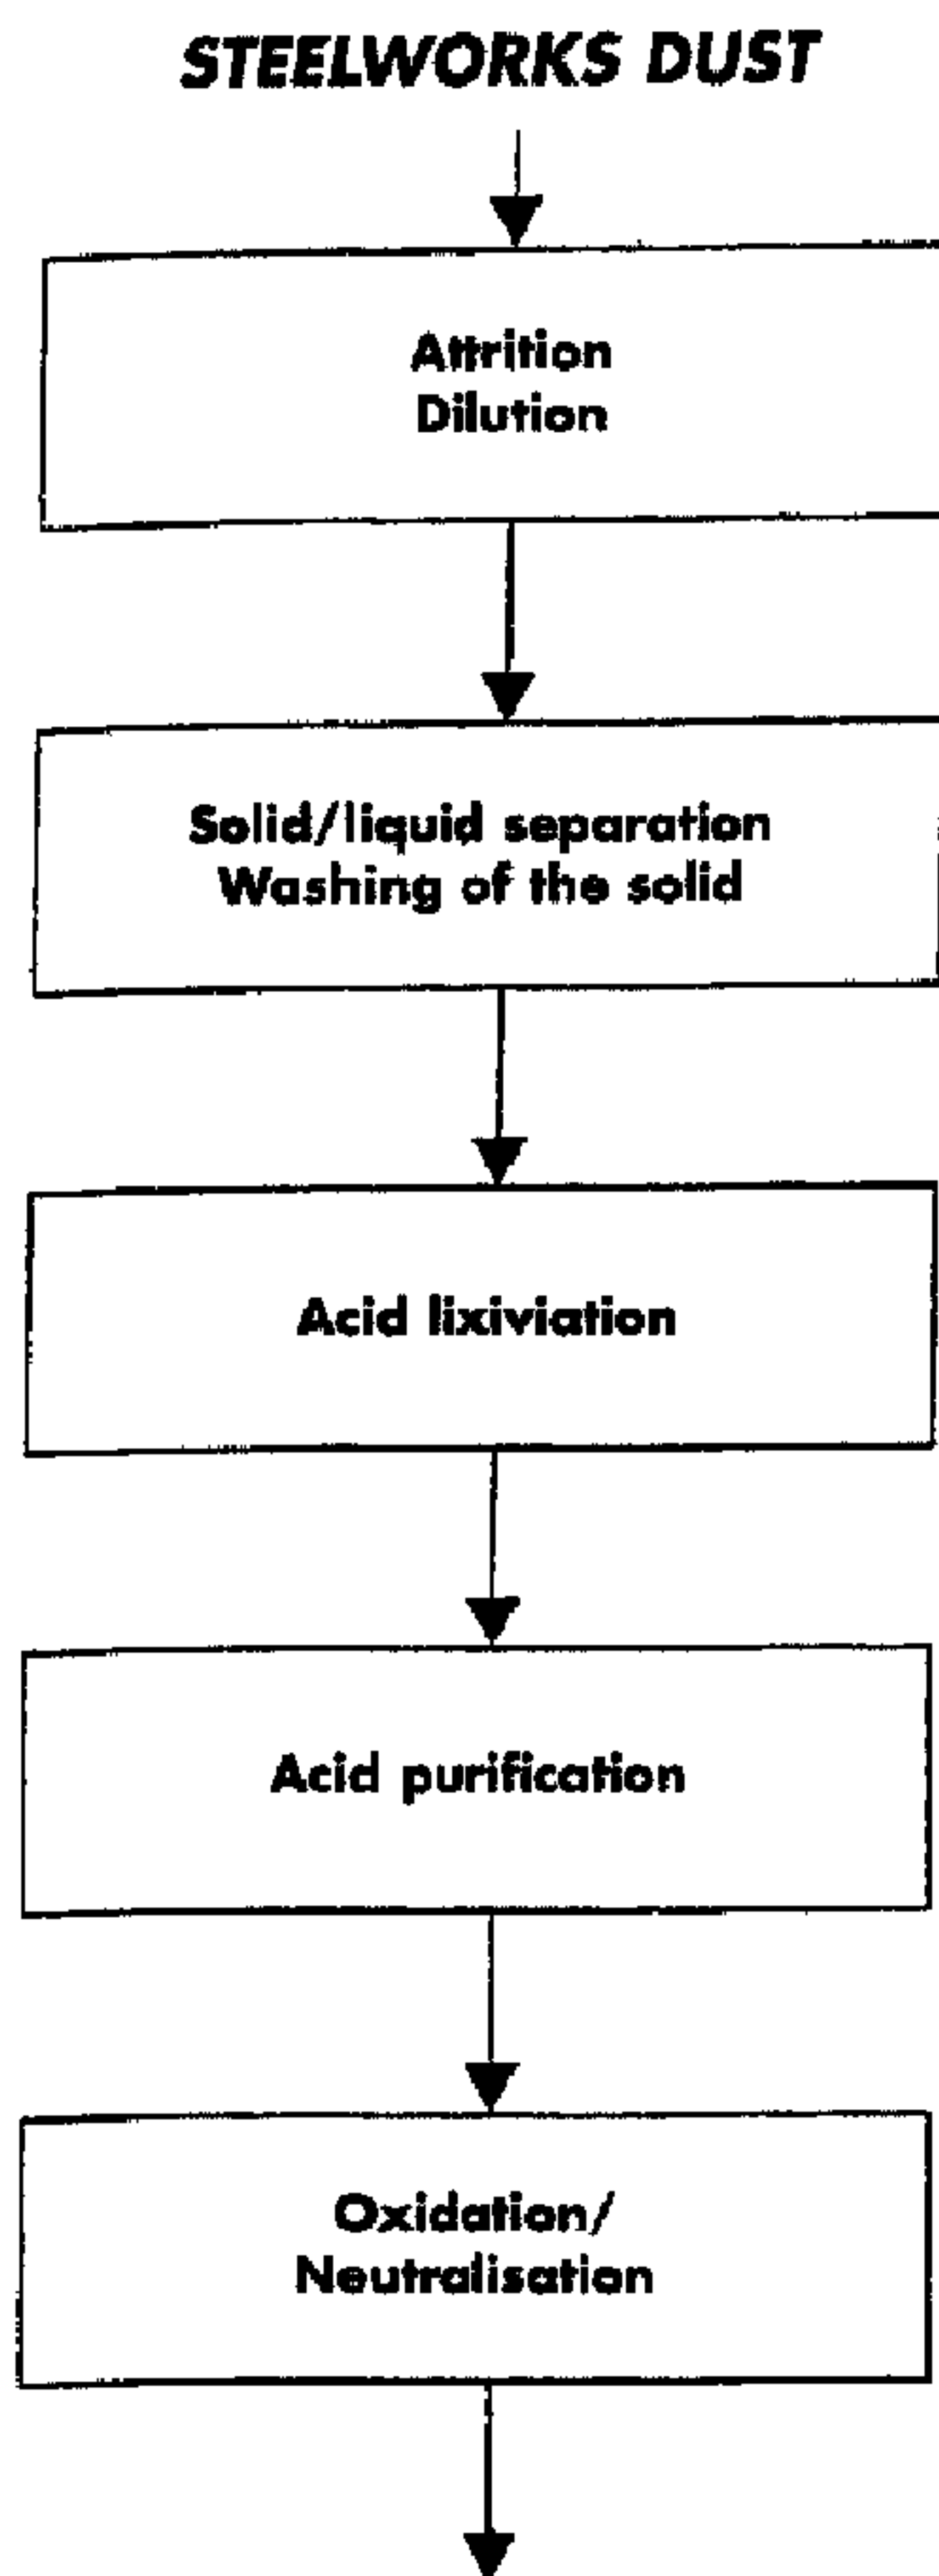 STEELWORKS DUST
Attrition
Dilution
Solid/liquid separation
Washing of the solid
Acid lixiviation
Acid purification
Oxidation/
Neutralisation